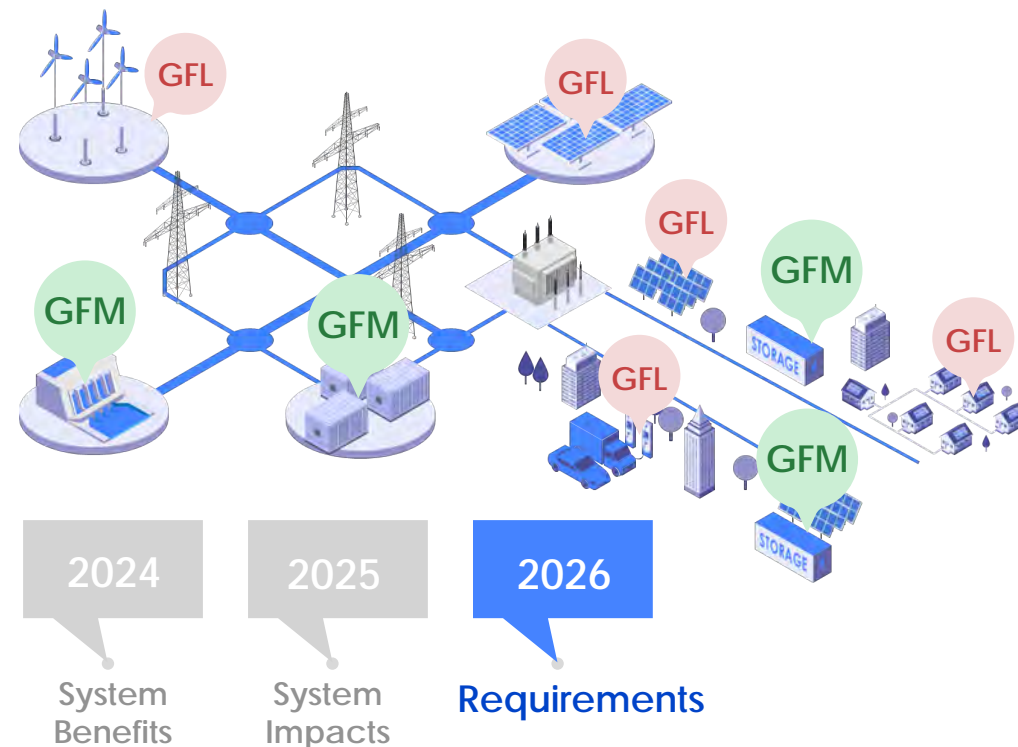 GFL
GFL
GFL
GFM
GFM
GFM
STORAGE
GFL
GFL
GFM
STORAGE
2024
2025
2026
System
Benefits
System
Impacts
Requirements